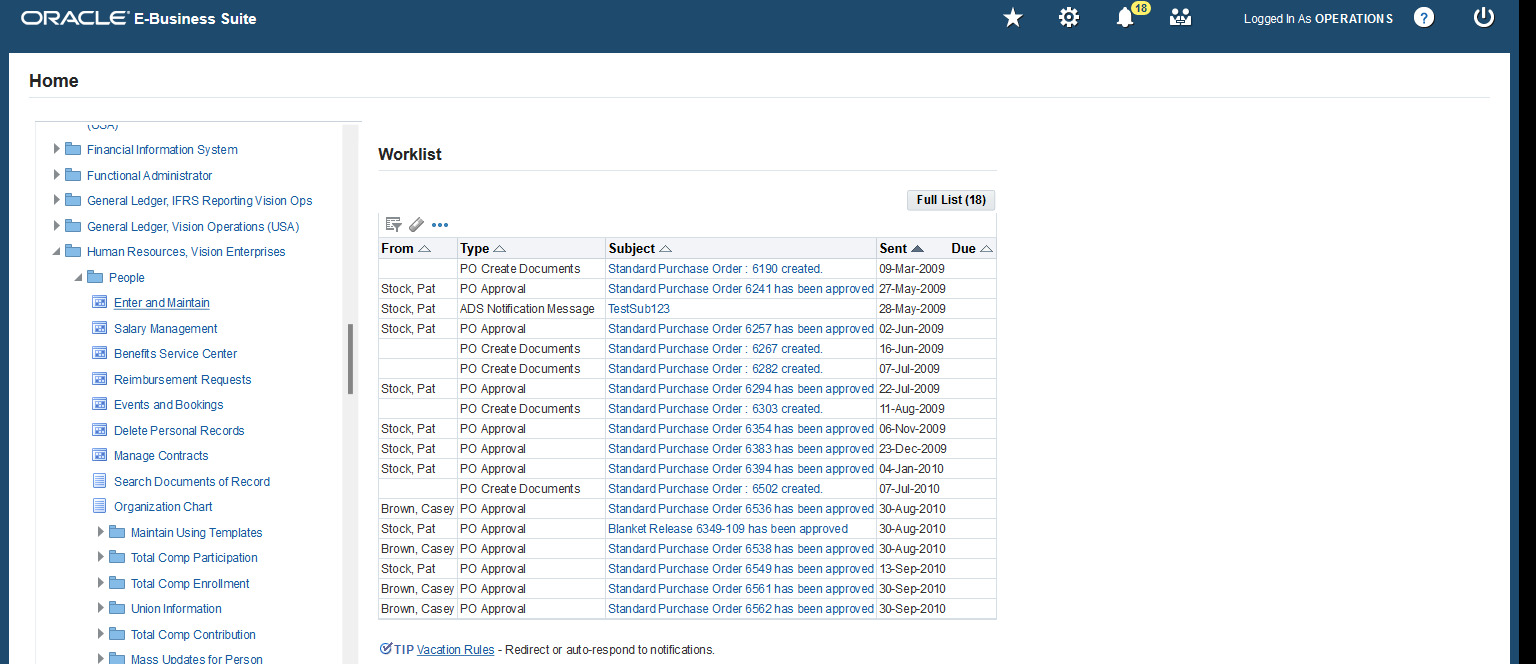 ORACLE E-Business Suite
18
Logged In As OPERATIONS
?
Home
(USA)
Financial Information System
Functional Administrator
General Ledger, IFRS Reporting Vision Ops
General Ledger, Vision Operations (USA)
Human Resources, Vision Enterprises
People
Enter and Maintain
Salary Management
Benefits Service Center
Reimbursement Requests
Events and Bookings
Delete Personal Records
Manage Contracts
Search Documents of Record
Organization Chart
Maintain Using Templates
Total Comp Participation
Total Comp Enrollment
Union Information
Total Comp Contribution
Mass Updates for Person
Worklist
Full List (18)
From Type Subject Sent Due
PO Create Documents Standard Purchase Order : 6190 created. 09-Mar-2009
Stock, Pat PO Approval Standard Purchase Order 6241 has been approved 27-May-2009
Stock, Pat ADS Notification Message TestSub123 28-May-2009
Stock, Pat PO Approval Standard Purchase Order 6257 has been approved 02-Jun-2009
PO Create Documents Standard Purchase Order : 6267 created. 16-Jun-2009
PO Create Documents Standard Purchase Order : 6282 created. 07-Jul-2009
Stock, Pat PO Approval Standard Purchase Order 6294 has been approved 22-Jul-2009
PO Create Documents Standard Purchase Order : 6303 created. 11-Aug-2009
Stock, Pat PO Approval Standard Purchase Order 6354 has been approved 06-Nov-2009
Stock, Pat PO Approval Standard Purchase Order 6383 has been approved 23-Dec-2009
Stock, Pat PO Approval Standard Purchase Order 6394 has been approved 04-Jan-2010
PO Create Documents Standard Purchase Order : 6502 created. 07-Jul-2010
Brown, Casey PO Approval Standard Purchase Order 6536 has been approved 30-Aug-2010
Stock, Pat PO Approval Blanket Release 6349-109 has been approved 30-Aug-2010
Brown, Casey PO Approval Standard Purchase Order 6538 has been approved 30-Aug-2010
Stock, Pat PO Approval Standard Purchase Order 6549 has been approved 13-Sep-2010
Brown, Casey PO Approval Standard Purchase Order 6561 has been approved 30-Sep-2010
Brown, Casey PO Approval Standard Purchase Order 6562 has been approved 30-Sep-2010
TIP Vacation Rules - Redirect or auto-respond to notifications.